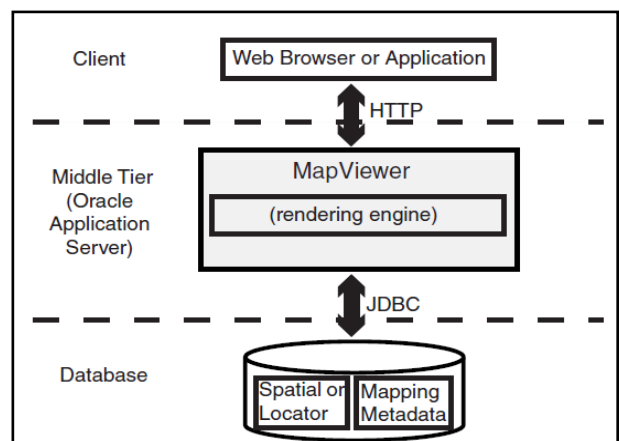 Client
Web Browser or Application
HTTP
Middle Tier
(Oracle
Application
Server)
MapViewer
(rendering engine)
JDBC
Database
Spatial or
Locator
Mapping
Metadata